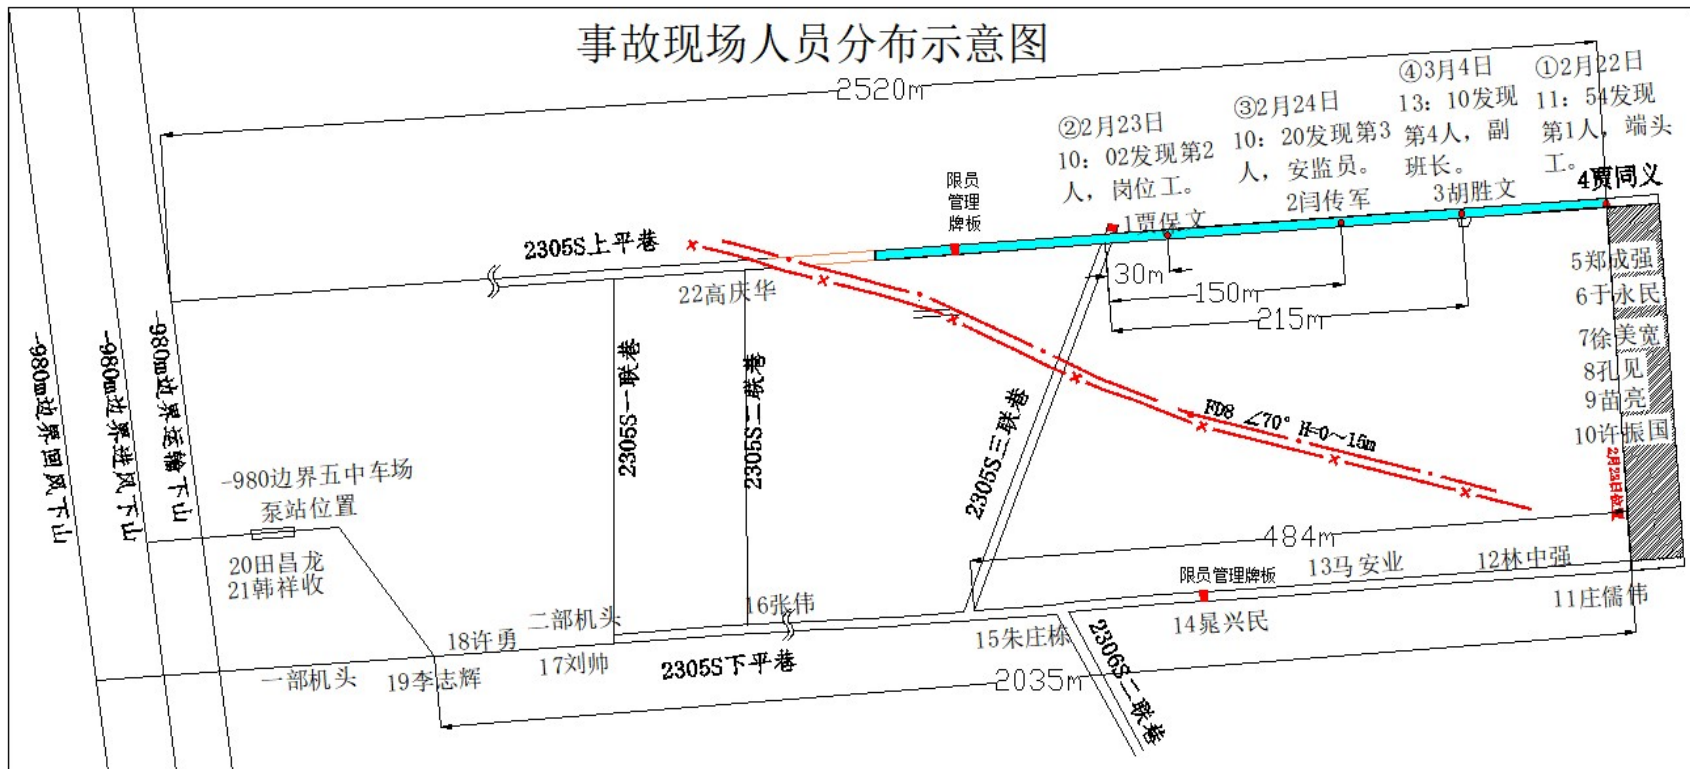 事故现场人员分布示意图
2520m
②2月23日
10：02发现第2
人，岗位工。
③2月24日
10：20发现第3
人，安监员。
④3月4日
13：10发现
第4人，副
班长。
①2月22日
11：54发现
第1人，端头
工。
限员
管理
牌板
1贾保文
2闫传军
3胡胜文
4贾同义
2305S上平巷
22高庆华
30m
150m
215m
5郑成强
6于永民
7徐美宽
8孔见
9苗亮
10许振国
-980m边界回风下山
-980m边界进风下山
-980m边界运输下山
2305S一联巷
2305S二联巷
2305S三联巷
FD8 ∠70° H=0～15m
-980边界五中车场
泵站位置
20田昌龙
21韩祥收
484m
限员管理牌板
13马安业
12林中强
11庄儒伟
14晁兴民
15朱庄栋
16张伟
二部机头
18许勇
17刘帅
一部机头
19李志辉
2305S下平巷
2306S二联巷
2035m